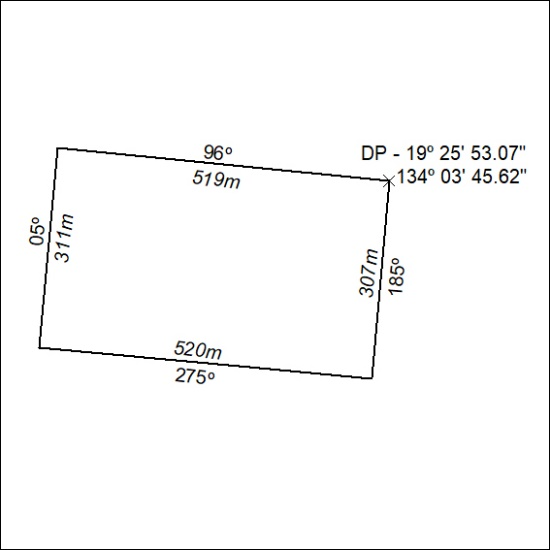 96º
519m
DP - 19º 25' 53.07"
134º 03' 45.62"
05º
311m
307m
185º
520m
275º